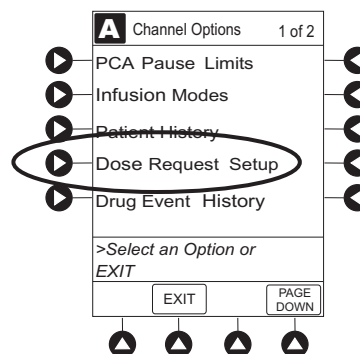 A Channel Options 1 of 2
PCA Pause Limits
Infusion Modes
Patient History
Dose Request Setup
Drug Event History
>Select an Option or
EXIT
EXIT PAGE
DOWN